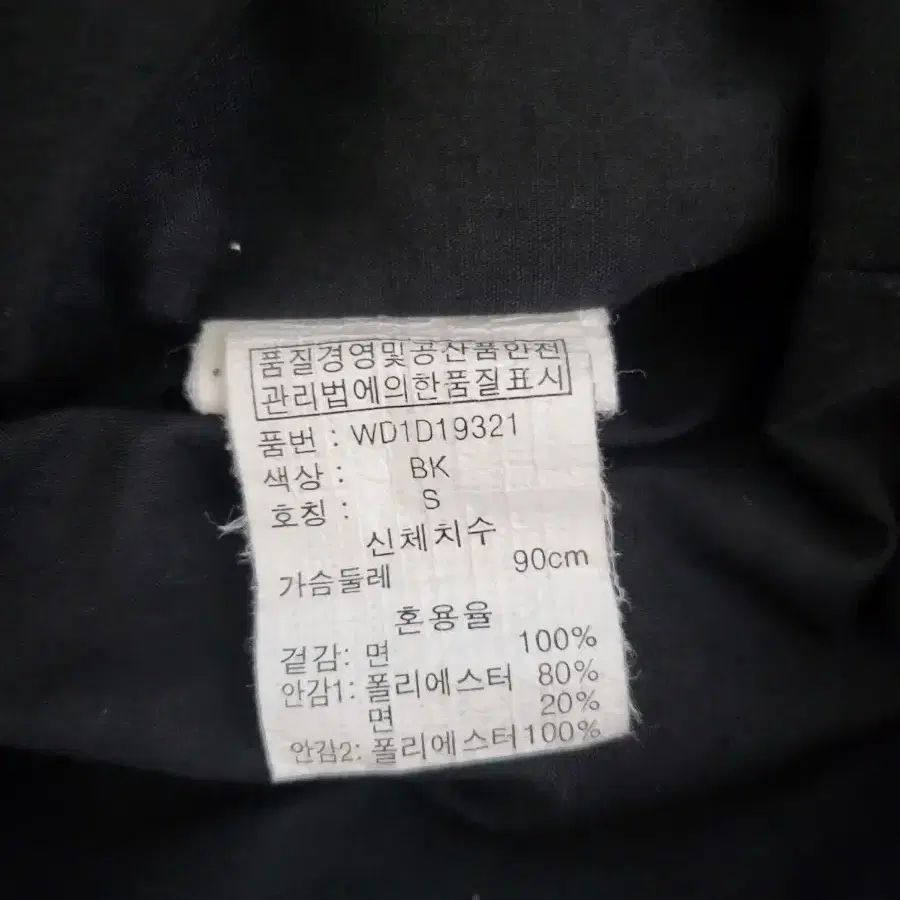 품질경영및공산품안전
관리법에의한품질표시
품번 : WD1D19321
색상 : BK
호칭 : S
신체치수
가슴둘레 90cm
혼용율
겉감: 면 100%
안감1: 폴리에스터 80%
면 20%
안감2: 폴리에스터 100%